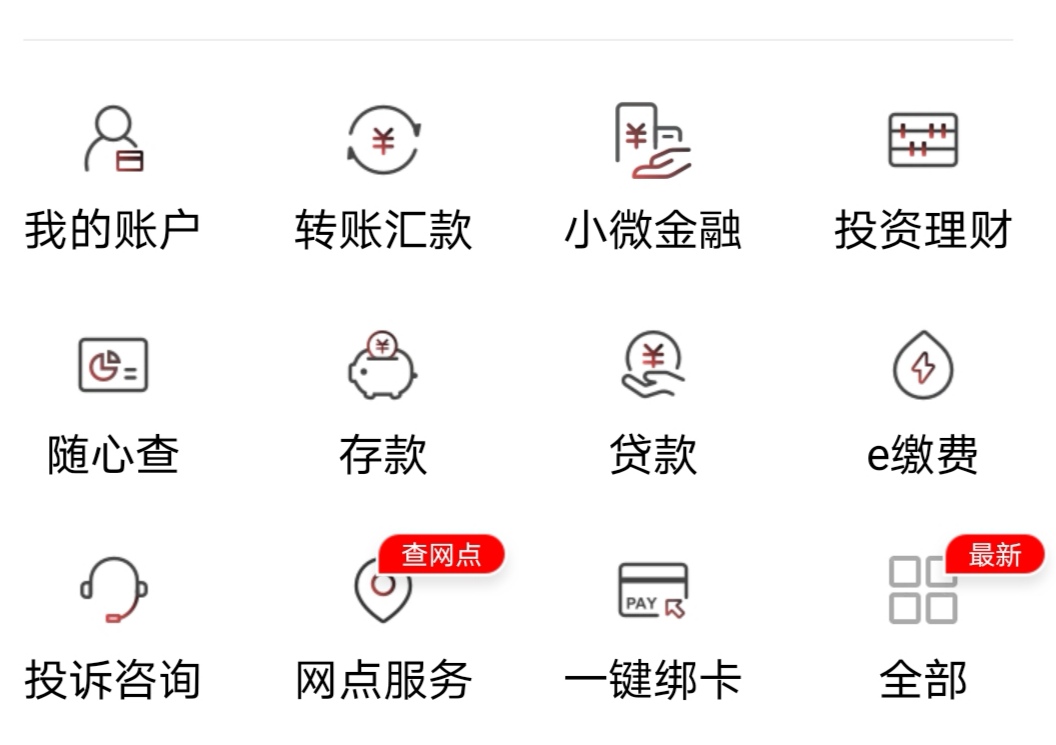 我的账户
转账汇款
小微金融
投资理财
随心查
存款
贷款
e缴费
查网点
最新
PAY
投诉咨询
网点服务
一键绑卡
全部